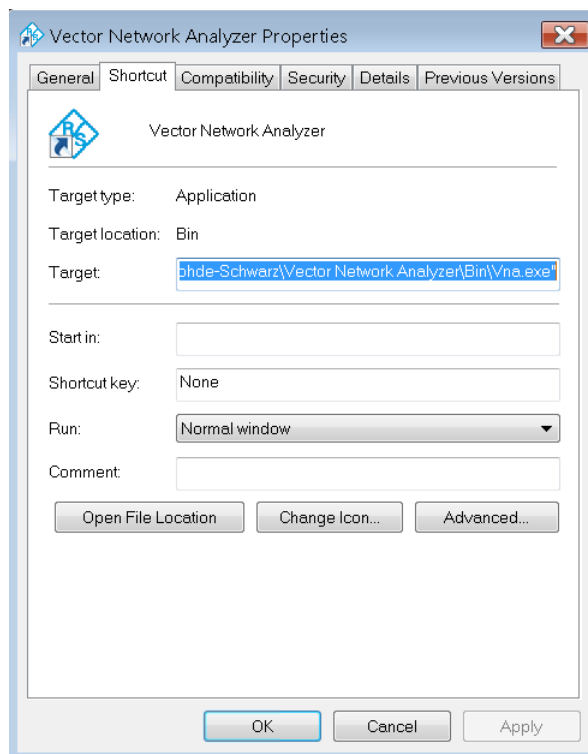 Vector Network Analyzer Properties
General Shortcut Compatibility Security Details Previous Versions
R S
Vector Network Analyzer
Target type: Application
Target location: Bin
Target: ohde-Schwarz\Vector Network Analyzer\Bin\Vna.exe"
Start in:
Shortcut key: None
Run: Normal window
Comment:
Open File Location Change Icon... Advanced...
OK Cancel Apply